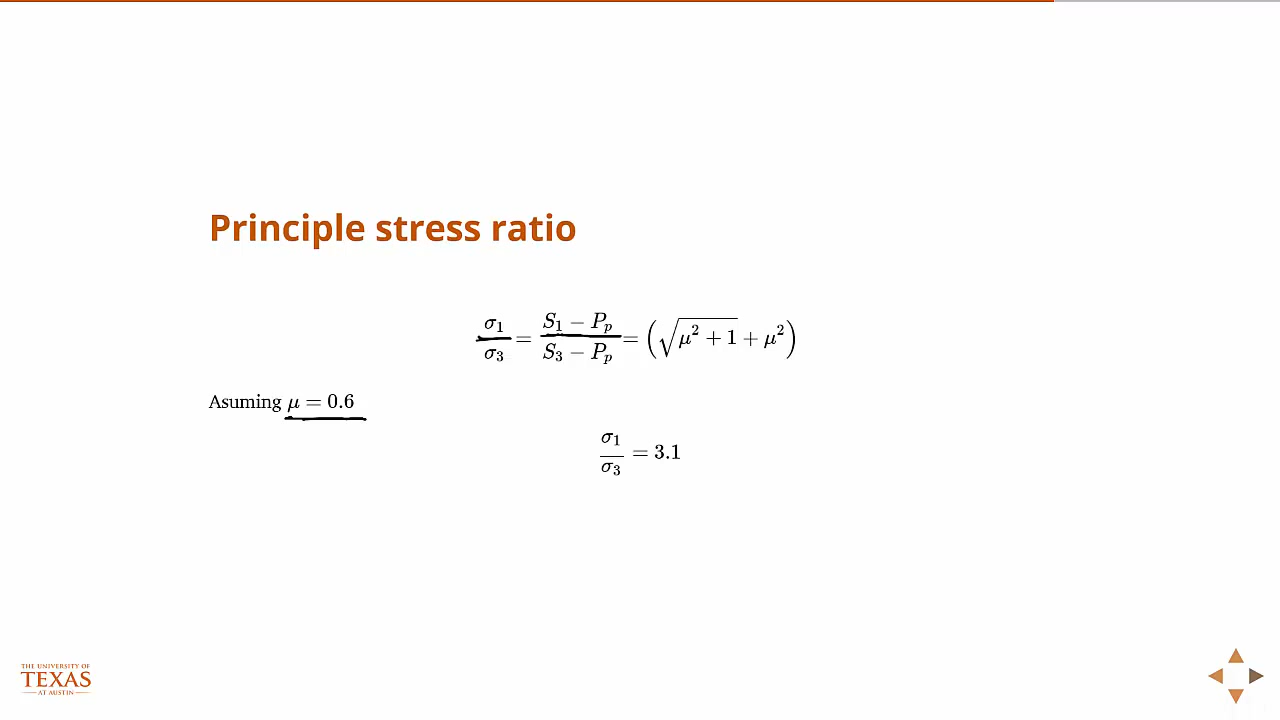 Principle stress ratio
σ₁/σ₃ = (S₁ − Pₚ)/(S₃ − Pₚ) = (√(μ² + 1) + μ²)
Asuming μ = 0.6
σ₁/σ₃ = 3.1
THE UNIVERSITY OF
TEXAS
AT AUSTIN